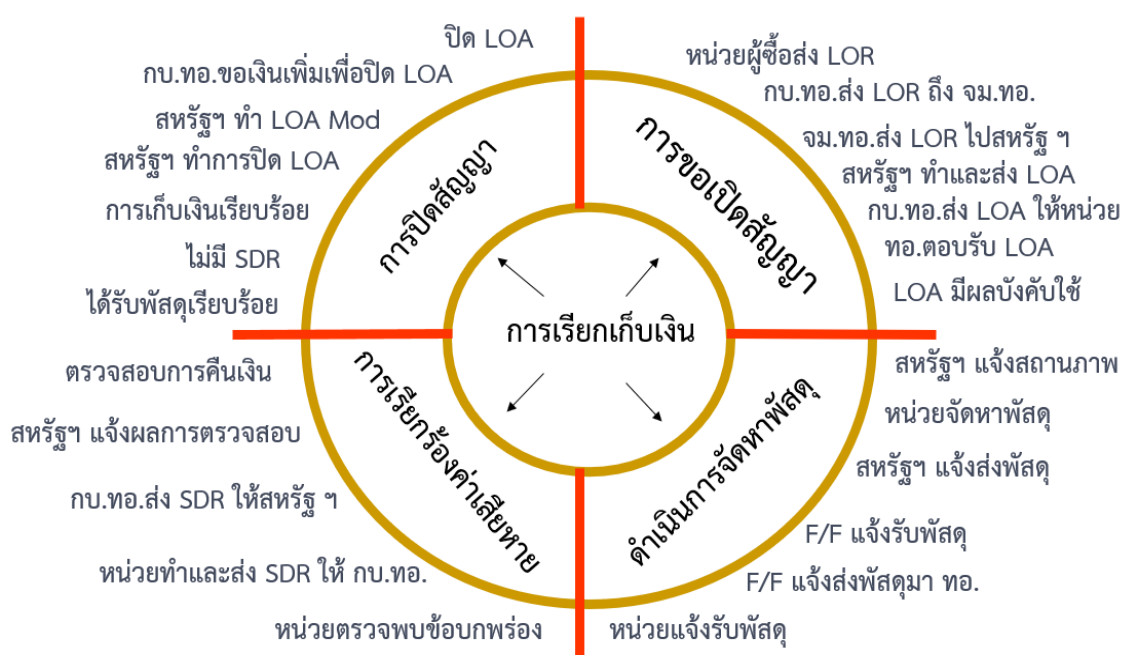 ปิด LOA
กบ.ทอ.ขอเงินเพิ่มเพื่อปิด LOA
สหรัฐฯ ทำ LOA Mod
สหรัฐฯ ทำการปิด LOA
การเก็บเงินเรียบร้อย
ไม่มี SDR
ได้รับพัสดุเรียบร้อย
การปิดสัญญา
หน่วยผู้ซื้อส่ง LOR
กบ.ทอ.ส่ง LOR ถึง จม.ทอ.
จม.ทอ.ส่ง LOR ไปสหรัฐ ฯ
สหรัฐฯ ทำและส่ง LOA
กบ.ทอ.ส่ง LOA ให้หน่วย
ทอ.ตอบรับ LOA
LOA มีผลบังคับใช้
การขอเปิดสัญญา
การเรียกเก็บเงิน
ตรวจสอบการคืนเงิน
สหรัฐฯ แจ้งผลการตรวจสอบ
กบ.ทอ.ส่ง SDR ให้สหรัฐ ฯ
หน่วยทำและส่ง SDR ให้ กบ.ทอ.
หน่วยตรวจพบข้อบกพร่อง
การเรียกร้องค่าเสียหาย
สหรัฐฯ แจ้งสถานภาพ
หน่วยจัดหาพัสดุ
สหรัฐฯ แจ้งส่งพัสดุ
F/F แจ้งรับพัสดุ
F/F แจ้งส่งพัสดุมา ทอ.
หน่วยแจ้งรับพัสดุ
ดำเนินการจัดหาพัสดุ